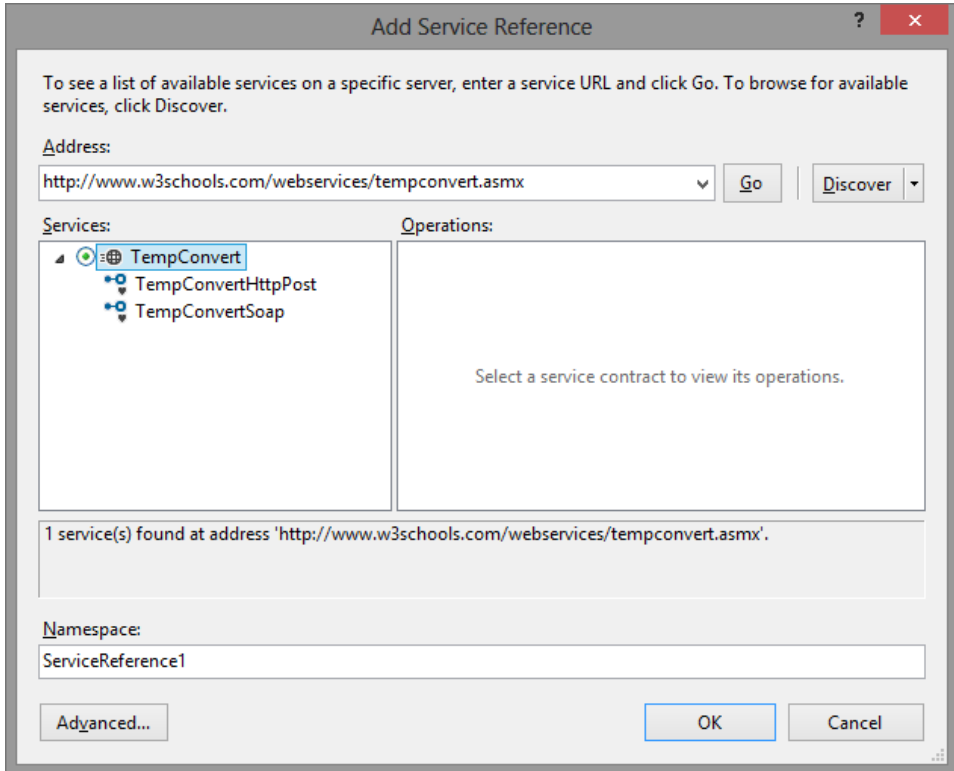 Add Service Reference
?
×
To see a list of available services on a specific server, enter a service URL and click Go. To browse for available
services, click Discover.
Address:
http://www.w3schools.com/webservices/tempconvert.asmx
Go
Discover
Services:
Operations:
TempConvert
TempConvertHttpPost
TempConvertSoap
Select a service contract to view its operations.
1 service(s) found at address 'http://www.w3schools.com/webservices/tempconvert.asmx'.
Namespace:
ServiceReference1
Advanced...
OK
Cancel